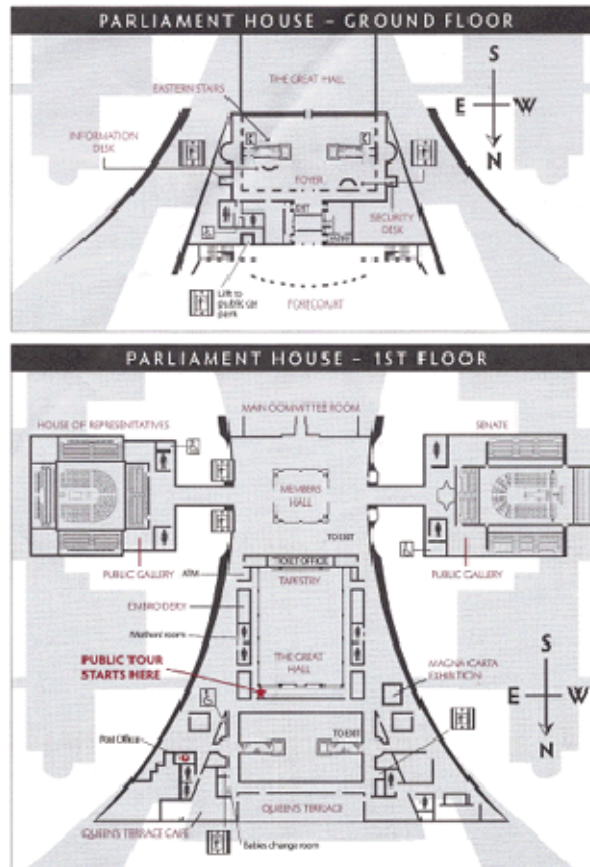 PARLIAMENT HOUSE – GROUND FLOOR
S
E W
N
THE GREAT HALL
EASTERN STAIRS
INFORMATION
DESK
FOYER
EXIT
SECURITY
DESK
Lift to
public car
park
FORECOURT
PARLIAMENT HOUSE – 1ST FLOOR
MAIN COMMITTEE ROOM
HOUSE OF REPRESENTATIVES
SENATE
MEMBERS
HALL
TO EXIT
PUBLIC GALLERY
PUBLIC GALLERY
ATM
TICKET OFFICE
TAPESTRY
EMBROIDERY
Mothers' room
PUBLIC TOUR
STARTS HERE
THE GREAT
HALL
MAGNA CARTA
EXHIBITION
S
E W
N
Post Office
TO EXIT
QUEEN'S TERRACE
QUEEN'S TERRACE CAFE
Babies change room